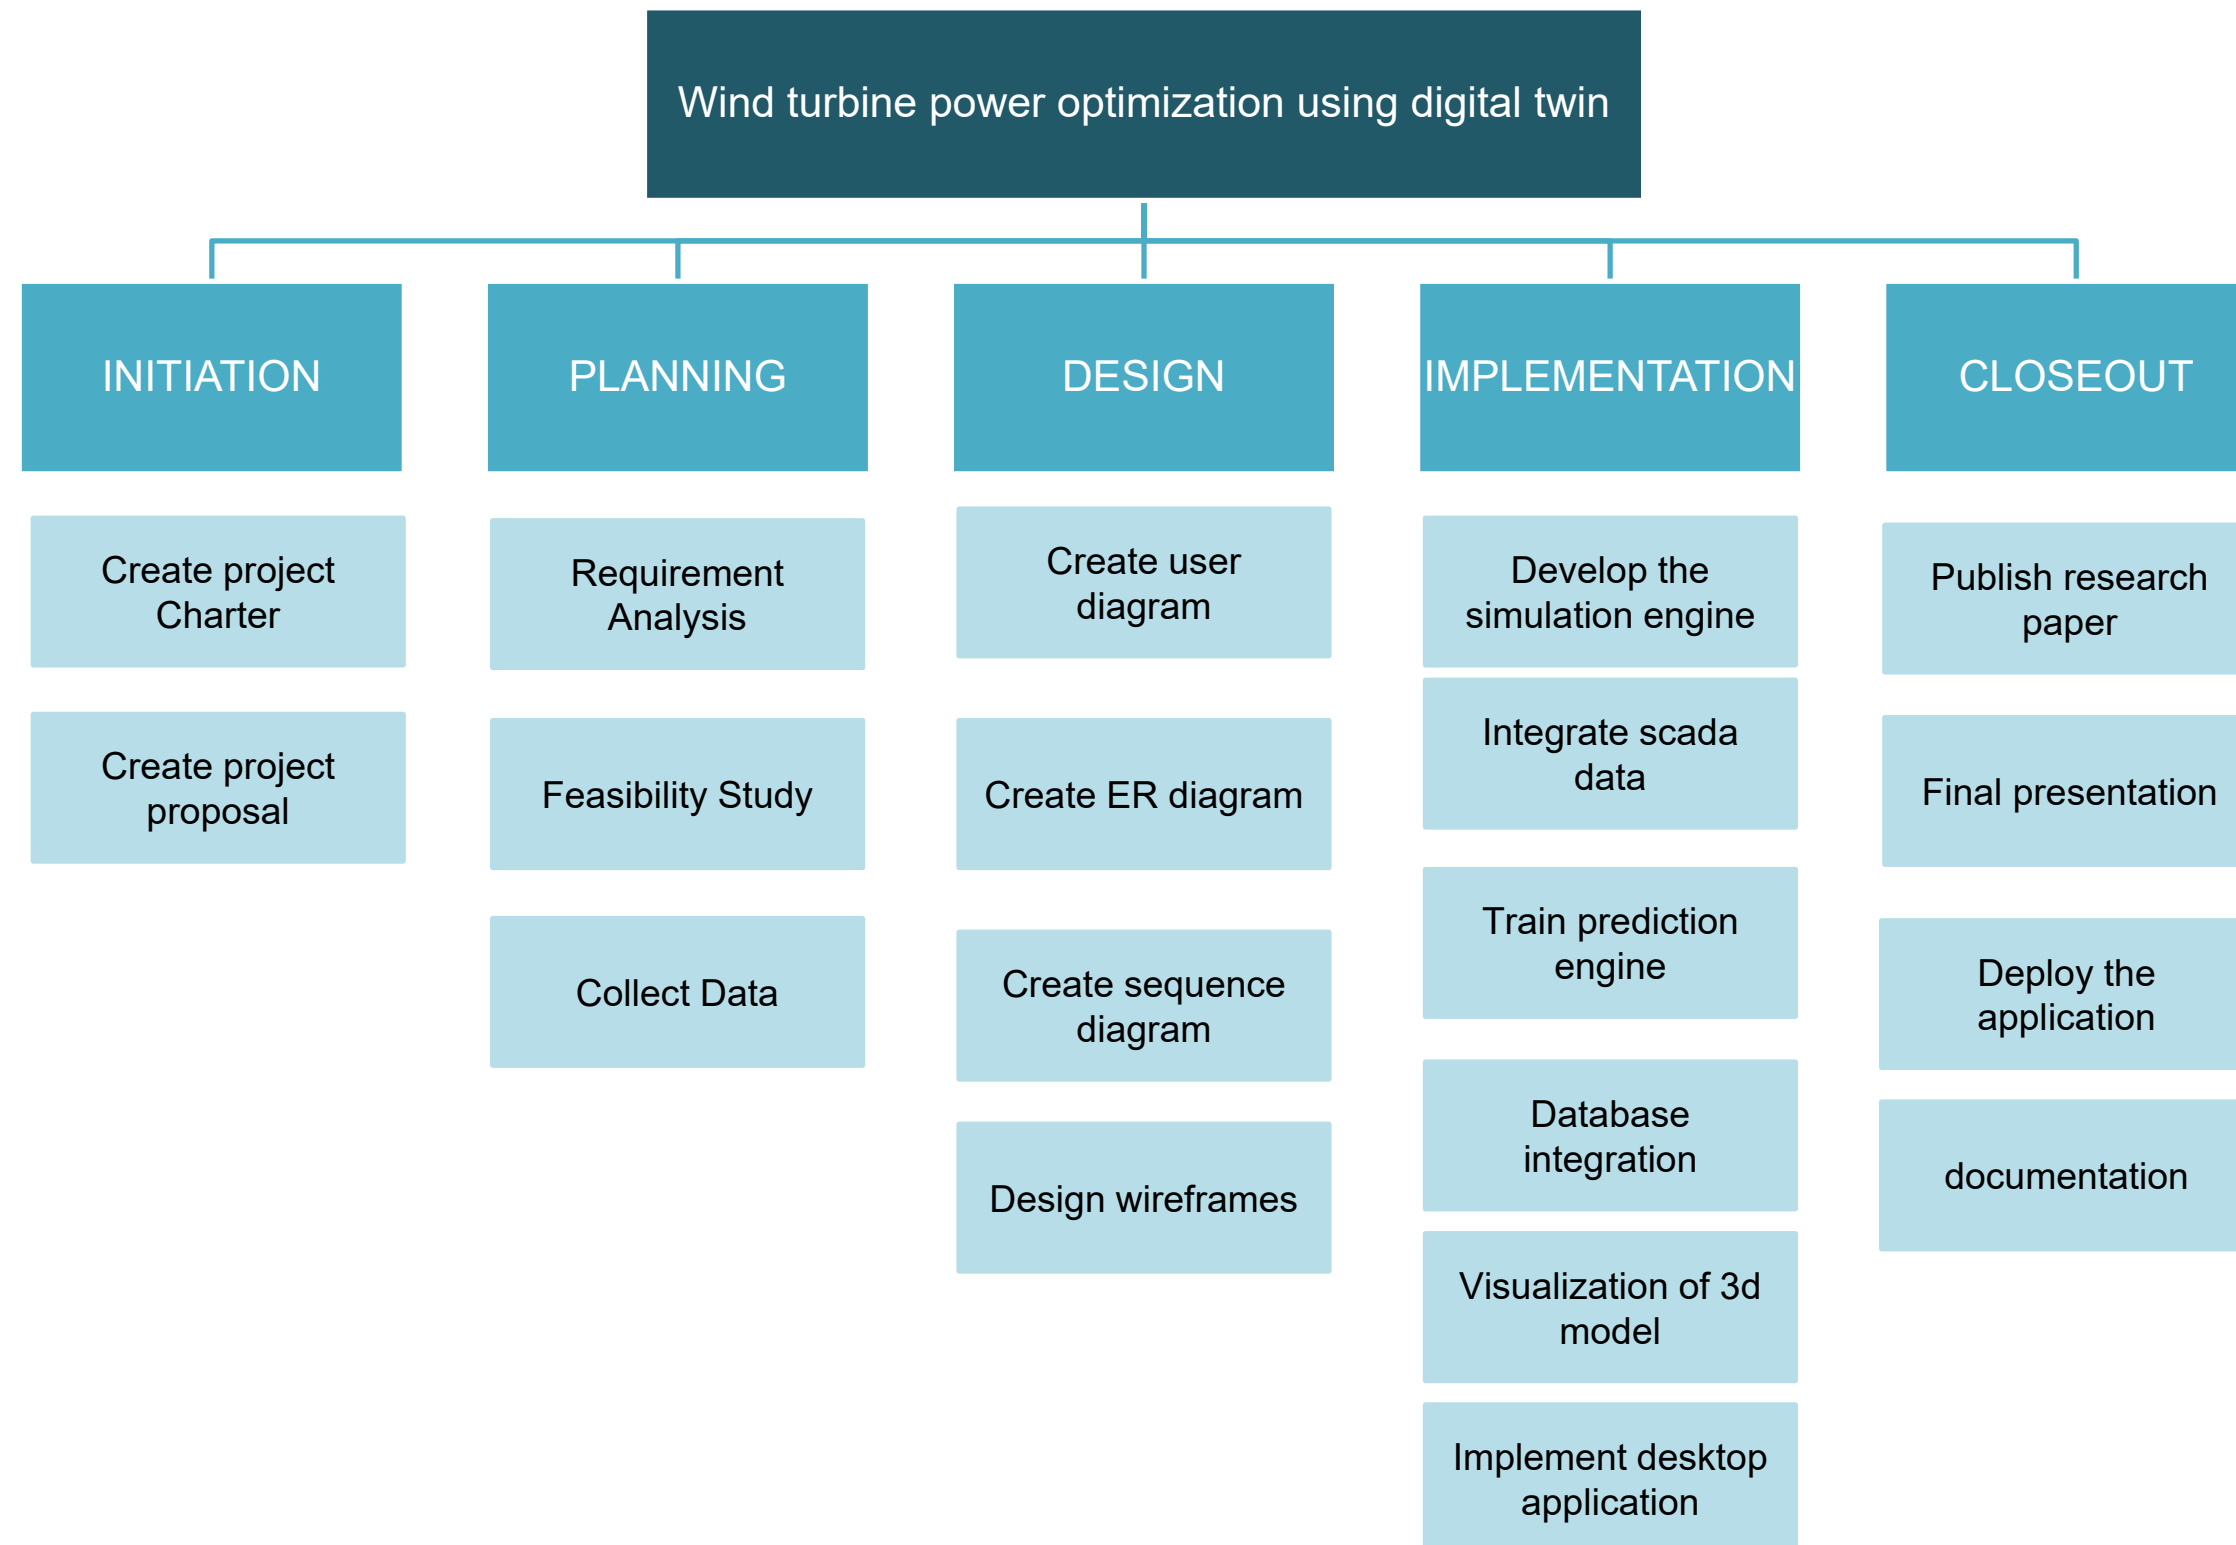 Wind turbine power optimization using digital twin
INITIATION
PLANNING
DESIGN
IMPLEMENTATION
CLOSEOUT
Create project
Charter
Create project
proposal
Requirement
Analysis
Feasibility Study
Collect Data
Create user
diagram
Create ER diagram
Create sequence
diagram
Design wireframes
Develop the
simulation engine
Integrate scada
data
Train prediction
engine
Database
integration
Visualization of 3d
model
Implement desktop
application
Publish research
paper
Final presentation
Deploy the
application
documentation